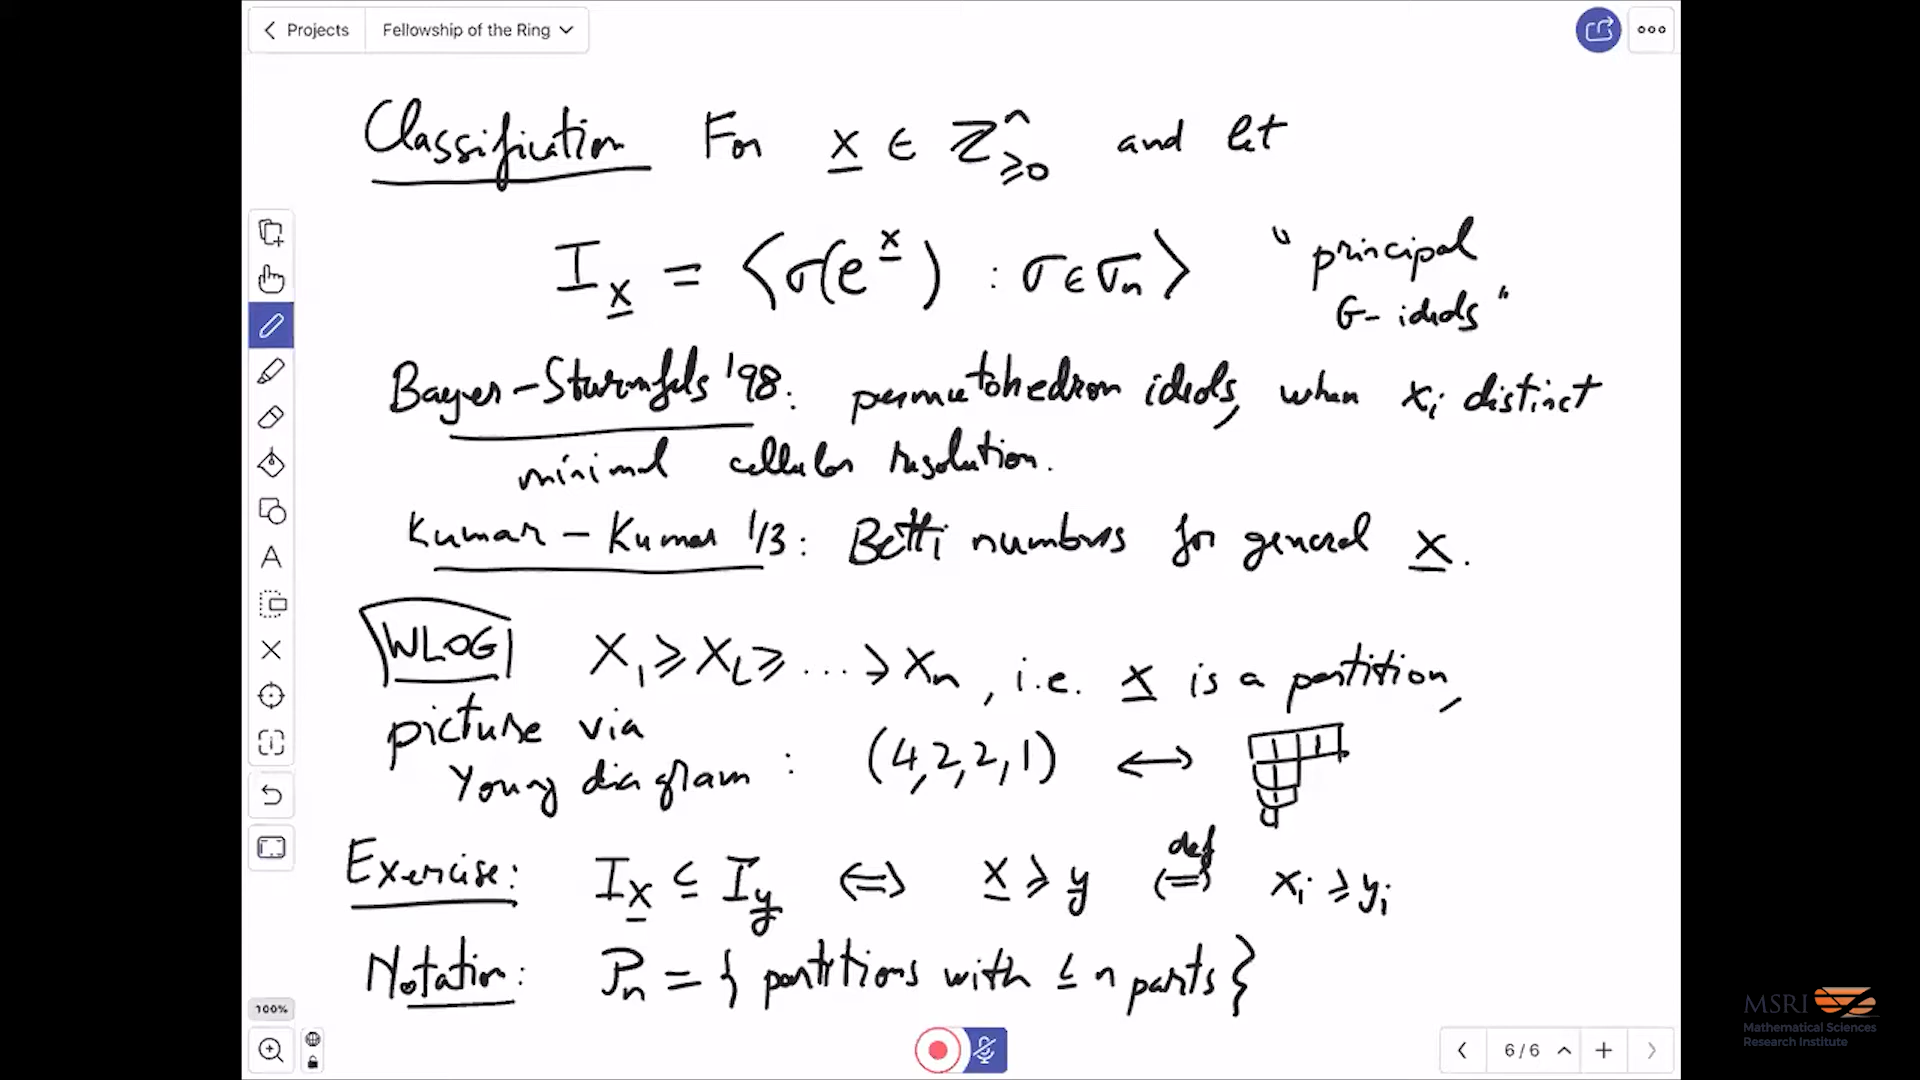 Projects Fellowship of the Ring
Classification For x ∈ ℤⁿ≥0 and let
I_x = ⟨σ(e^x) : σ ∈ σ_n⟩ "principal
G-ideals"
Bayer-Sturmfels '98: permutohedron ideals, when x_i distinct
minimal cellular resolution.
Kumar-Kumar '13: Betti numbers for general x.
WLOG x_1 ≥ x_2 ≥ ... ≥ x_n, i.e. x is a partition,
picture via
Young diagram: (4,2,2,1) ↔
def
Exercise: I_x ⊆ I_y ⇔ x ≥ y ⇔ x_i ≥ y_i
Notation: P_n = { partitions with ≤ n parts }
A
100%
6/6
MSRI
Mathematical Sciences
Research Institute